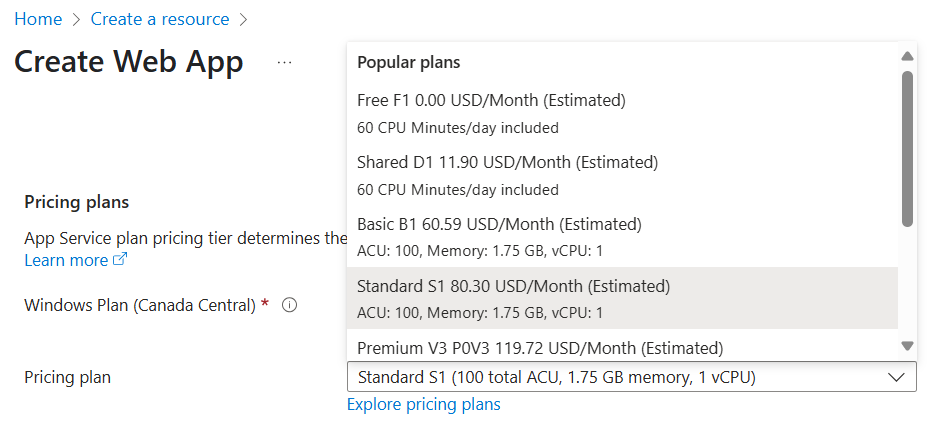 Home > Create a resource >
Create Web App ...
Popular plans
Free F1 0.00 USD/Month (Estimated)
60 CPU Minutes/day included
Shared D1 11.90 USD/Month (Estimated)
60 CPU Minutes/day included
Pricing plans
Basic B1 60.59 USD/Month (Estimated)
App Service plan pricing tier determines the
ACU: 100, Memory: 1.75 GB, vCPU: 1
Learn more
Standard S1 80.30 USD/Month (Estimated)
Windows Plan (Canada Central) *
ACU: 100, Memory: 1.75 GB, vCPU: 1
Premium V3 P0V3 119.72 USD/Month (Estimated)
Pricing plan
Standard S1 (100 total ACU, 1.75 GB memory, 1 vCPU)
Explore pricing plans